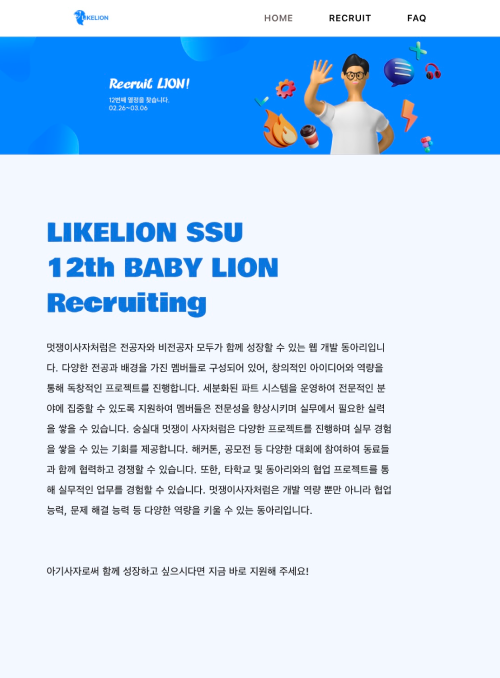 LIKELION
HOME
RECRUIT
FAQ
Recruit LION!
12번째 열정을 찾습니다.
02.26~03.06
LIKELION SSU
12th BABY LION
Recruiting
멋쟁이사자처럼은 전공자와 비전공자 모두가 함께 성장할 수 있는 웹 개발 동아리입니
다. 다양한 전공과 배경을 가진 멤버들로 구성되어 있어, 창의적인 아이디어와 역량을
통해 독창적인 프로젝트를 진행합니다. 세분화된 파트 시스템을 운영하여 전문적인 분
야에 집중할 수 있도록 지원하여 멤버들은 전문성을 향상시키며 실무에서 필요한 실력
을 쌓을 수 있습니다. 숭실대 멋쟁이 사자처럼은 다양한 프로젝트를 진행하며 실무 경험
을 쌓을 수 있는 기회를 제공합니다. 해커톤, 공모전 등 다양한 대회에 참여하여 동료들
과 함께 협력하고 경쟁할 수 있습니다. 또한, 타학교 및 동아리와의 협업 프로젝트를 통
해 실무적인 업무를 경험할 수 있습니다. 멋쟁이사자처럼은 개발 역량 뿐만 아니라 협업
능력, 문제 해결 능력 등 다양한 역량을 키울 수 있는 동아리입니다.
아기사자로써 함께 성장하고 싶으시다면 지금 바로 지원해 주세요!